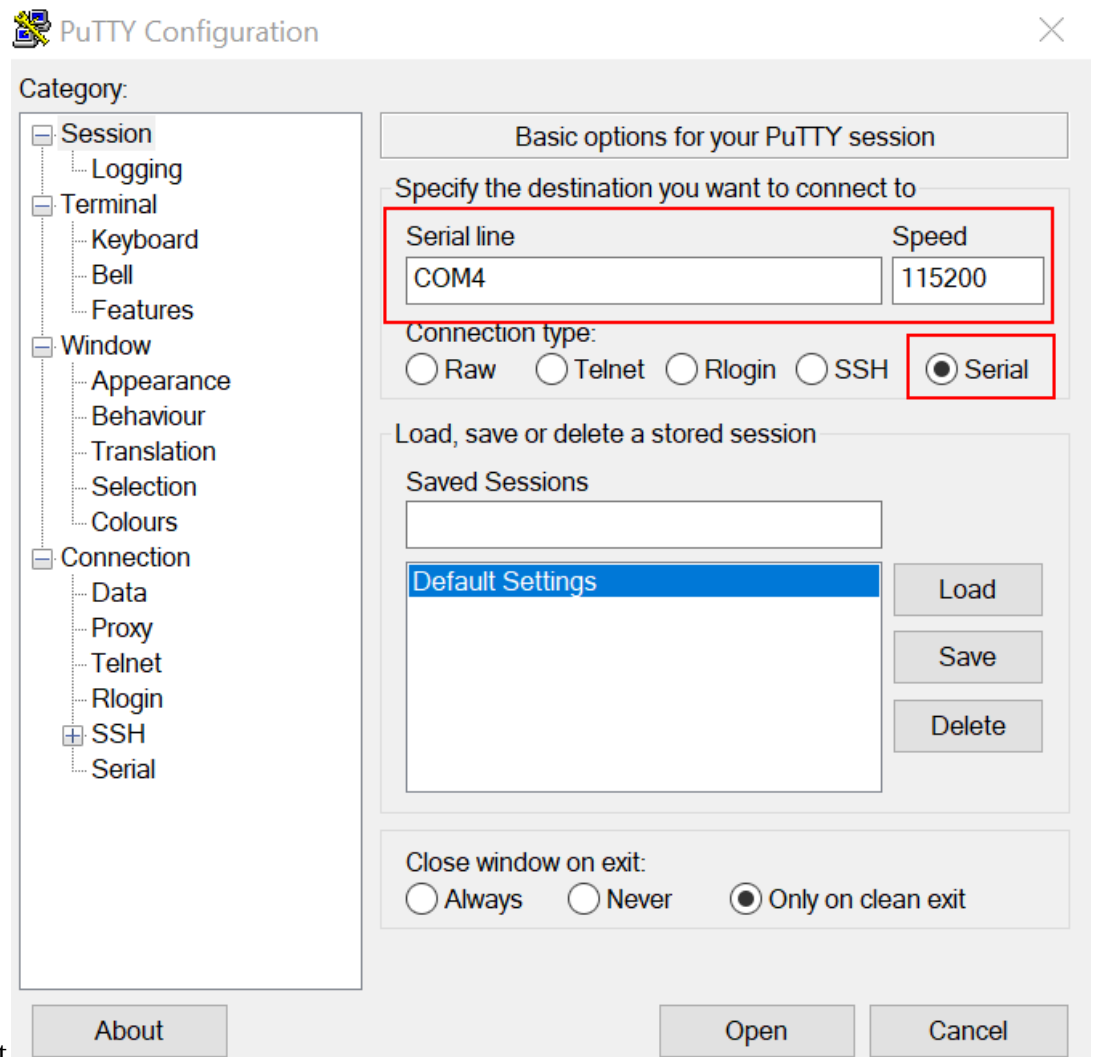 PuTTY Configuration
Category:
Session
Logging
Terminal
Keyboard
Bell
Features
Window
Appearance
Behaviour
Translation
Selection
Colours
Connection
Data
Proxy
Telnet
Rlogin
SSH
Serial
Basic options for your PuTTY session
Specify the destination you want to connect to
Serial line Speed
COM4 115200
Connection type:
Raw Telnet Rlogin SSH Serial
Load, save or delete a stored session
Saved Sessions
Default Settings
Load
Save
Delete
Close window on exit:
Always Never Only on clean exit
About Open Cancel
t